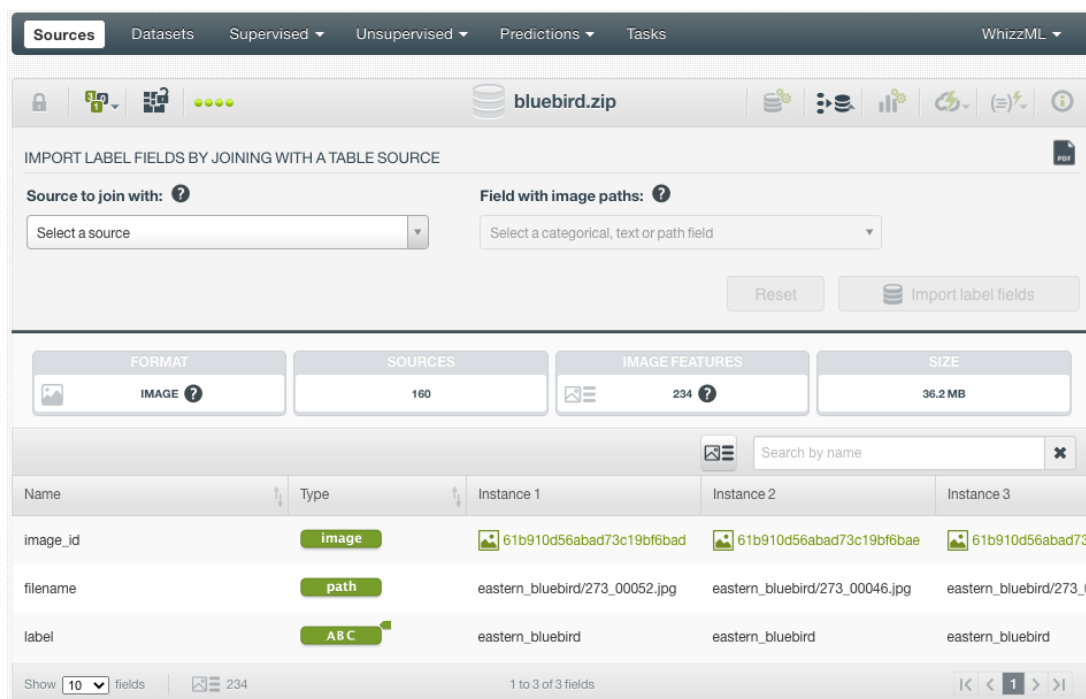 Sources Datasets Supervised Unsupervised Predictions Tasks WhizzML
bluebird.zip
IMPORT LABEL FIELDS BY JOINING WITH A TABLE SOURCE
PDF
Source to join with: ? Field with image paths: ?
Select a source Select a categorical, text or path field
Reset Import label fields
FORMAT SOURCES IMAGE FEATURES SIZE
IMAGE ? 160 234 ? 36.2 MB
Search by name
Name Type Instance 1 Instance 2 Instance 3
image_id image 61b910d56abad73c19bf6bad 61b910d56abad73c19bf6bae 61b910d56abad73
filename path eastern_bluebird/273_00052.jpg eastern_bluebird/273_00046.jpg eastern_bluebird/273_
label ABC eastern_bluebird eastern_bluebird eastern_bluebird
Show 10 fields 234 1 to 3 of 3 fields 1